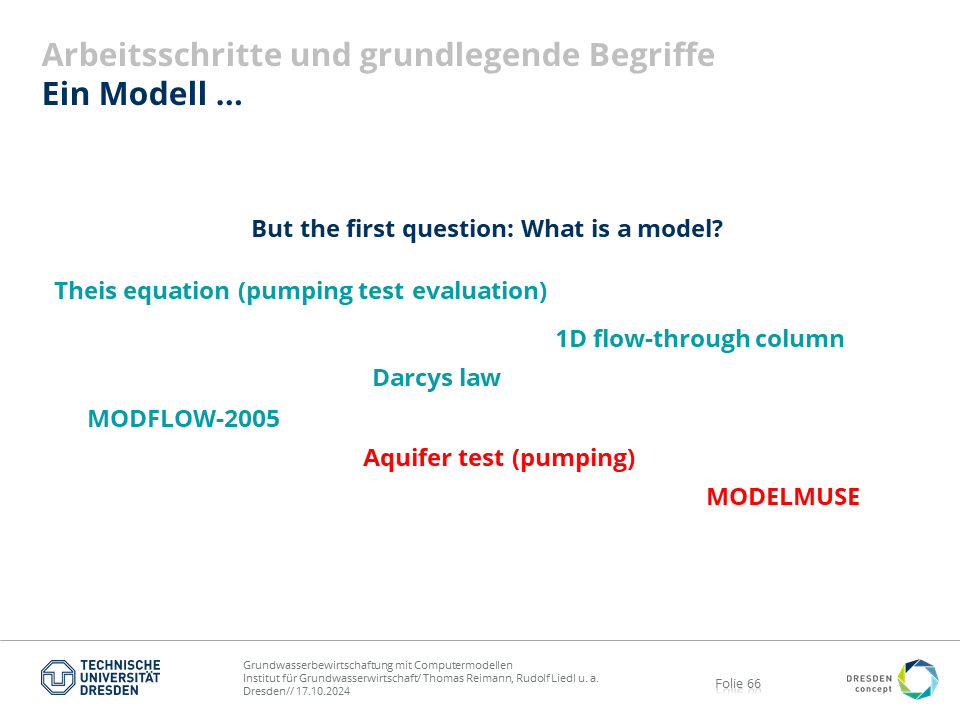 Arbeitsschritte und grundlegende Begriffe
Ein Modell ...
But the first question: What is a model?
Theis equation (pumping test evaluation)
1D flow-through column
Darcys law
MODFLOW-2005
Aquifer test (pumping)
MODELMUSE
TECHNISCHE
UNIVERSITÄT
DRESDEN
Grundwasserbewirtschaftung mit Computermodellen
Institut für Grundwasserwirtschaft/ Thomas Reimann, Rudolf Liedl u. a.
Dresden// 17.10.2024
Folie 66
DRESDEN
concept